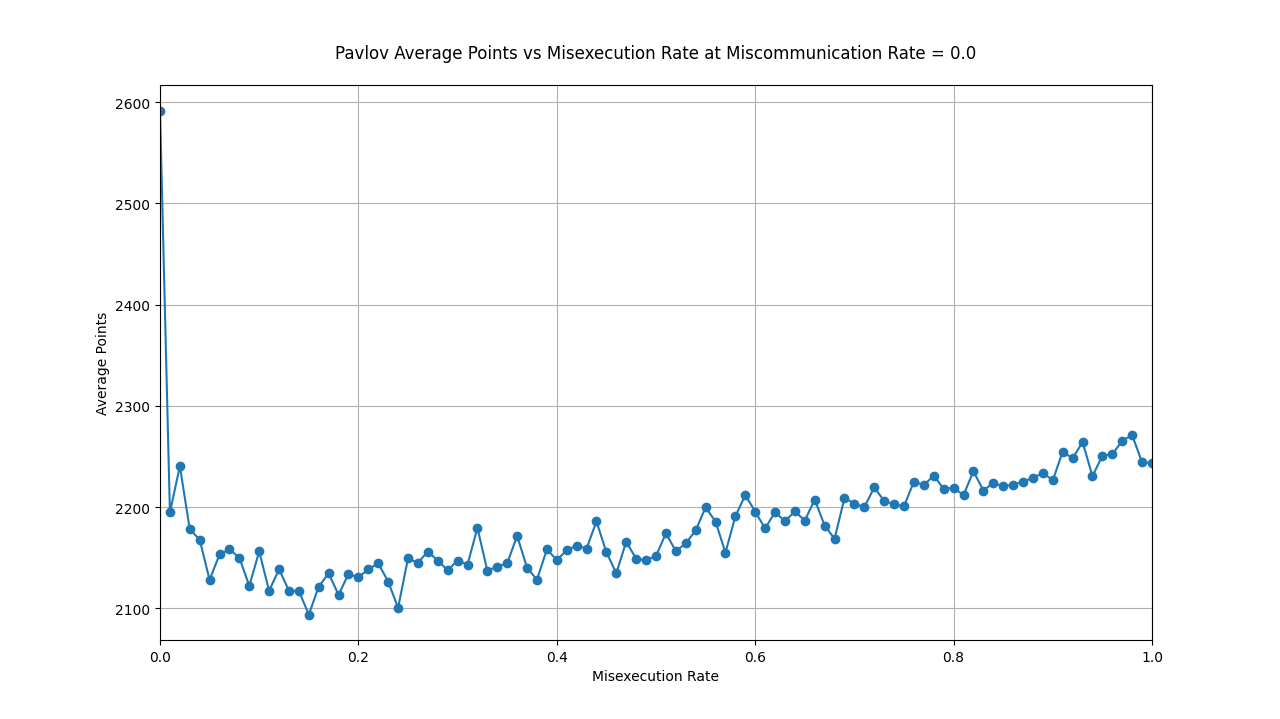 Pavlov Average Points vs Misexecution Rate at Miscommunication Rate = 0.0
2600
2500
2400
2300
2200
2100
Average Points
0.0 0.2 0.4 0.6 0.8 1.0
Misexecution Rate